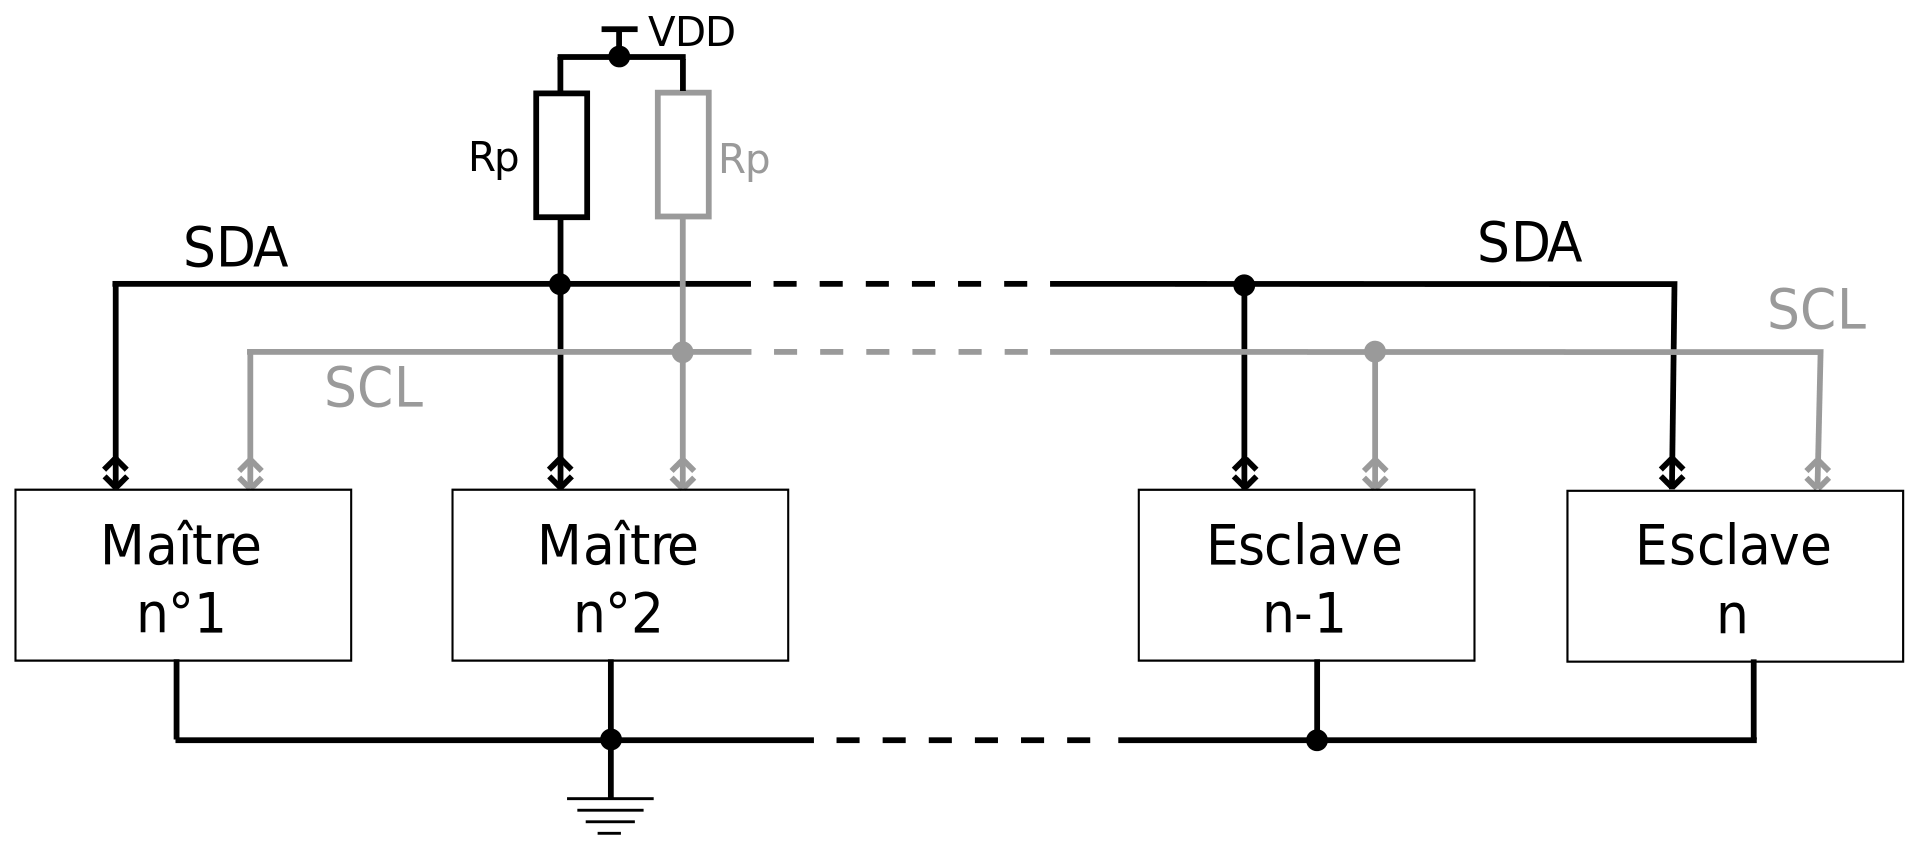 VDD
Rp
Rp
SDA
SDA
SCL
SCL
Maître
n°1
Maître
n°2
Esclave
n-1
Esclave
n